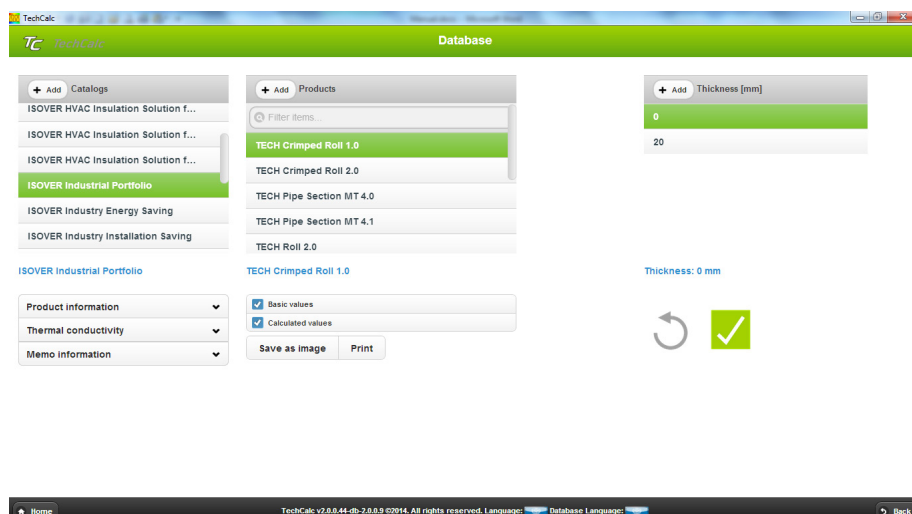 TechCalc
TC TechCalc
Database
+ Add Catalogs
ISOVER HVAC Insulation Solution f...
ISOVER HVAC Insulation Solution f...
ISOVER HVAC Insulation Solution f...
ISOVER Industrial Portfolio
ISOVER Industry Energy Saving
ISOVER Industry Installation Saving
ISOVER Industrial Portfolio
Product information
Thermal conductivity
Memo information
+ Add Products
Filter items...
TECH Crimped Roll 1.0
TECH Crimped Roll 2.0
TECH Pipe Section MT 4.0
TECH Pipe Section MT 4.1
TECH Roll 2.0
TECH Crimped Roll 1.0
Basic values
Calculated values
Save as image Print
+ Add Thickness [mm]
0
20
Thickness: 0 mm
Home
TechCalc v2.0.0.44-db-2.0.0.9 ©2014. All rights reserved. Language: Database Language:
Back